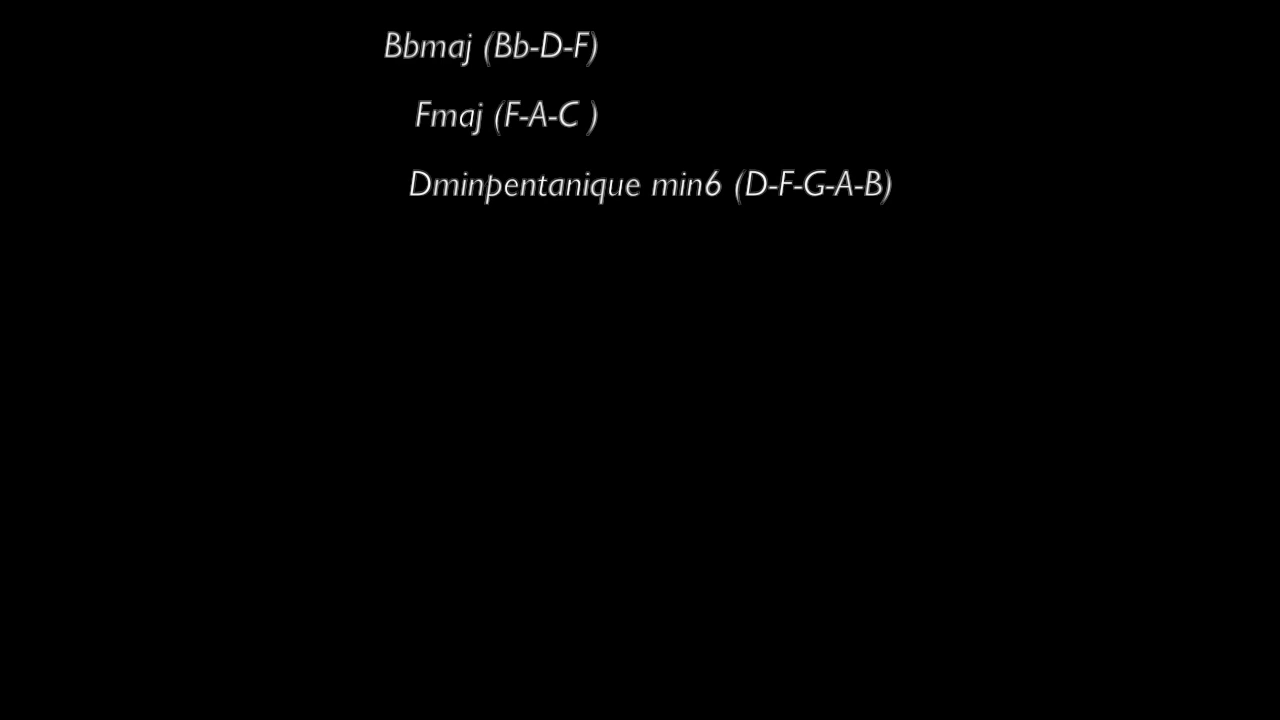 Bbmaj (Bb-D-F)
Fmaj (F-A-C )
Dminpentanique min6 (D-F-G-A-B)